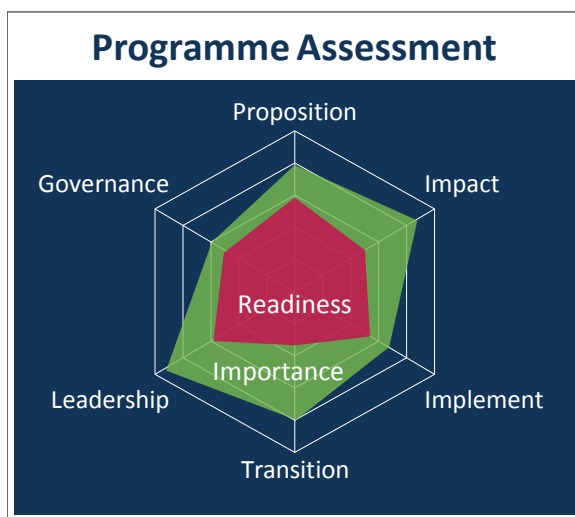 Programme Assessment
Proposition
Governance
Impact
Readiness
Importance
Leadership
Implement
Transition